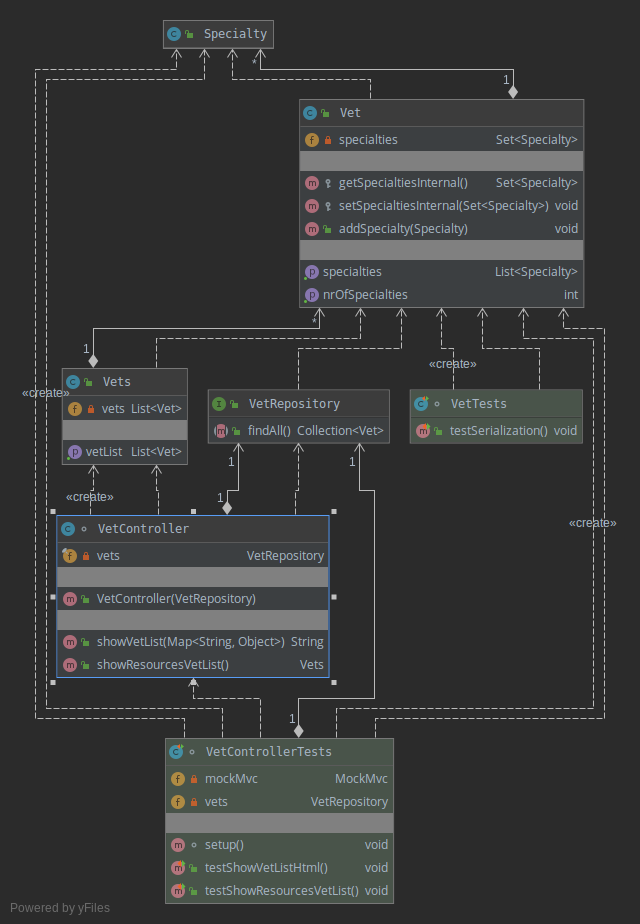 Specialty
*
1
Vet
specialties Set<Specialty>
getSpecialtiesInternal() Set<Specialty>
setSpecialtiesInternal(Set<Specialty>) void
addSpecialty(Specialty) void
specialties List<Specialty>
nrOfSpecialties int
*
1
«create»
Vets
vets List<Vet>
vetList List<Vet>
«create»
VetRepository
findAll() Collection<Vet>
VetTests
testSerialization() void
1
1
«create»
1
«create»
VetController
vets VetRepository
VetController(VetRepository)
showVetList(Map<String, Object>) String
showResourcesVetList() Vets
1
VetControllerTests
mockMvc MockMvc
vets VetRepository
setup() void
testShowVetListHtml() void
testShowResourcesVetList() void
Powered by yFiles